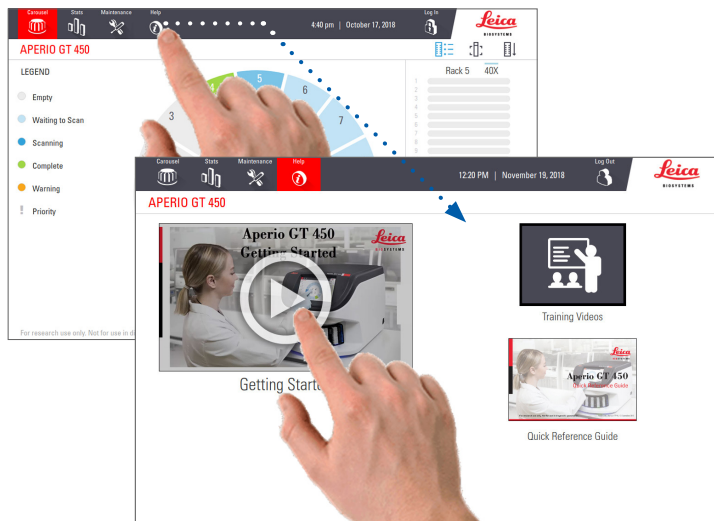 Carousel Stats Maintenance Help
4:40 pm | October 17, 2018
Log In
Leica
BIOSYSTEMS
APERIO GT 450
LEGEND
Empty
Waiting to Scan
Scanning
Complete
Warning
! Priority
For research use only. Not for use in di
3
4
5
6
7
Rack 5 40X
1
2
3
4
5
6
7
8
Carousel Stats Maintenance Help
12:20 PM | November 19, 2018
Log Out
Leica
BIOSYSTEMS
APERIO GT 450
Aperio GT 450
Getting Started
Leica
BIOSYSTEMS
Getting Starte
Training Videos
Leica
Aperio GT 450
Quick Reference Guide
Quick Reference Guide